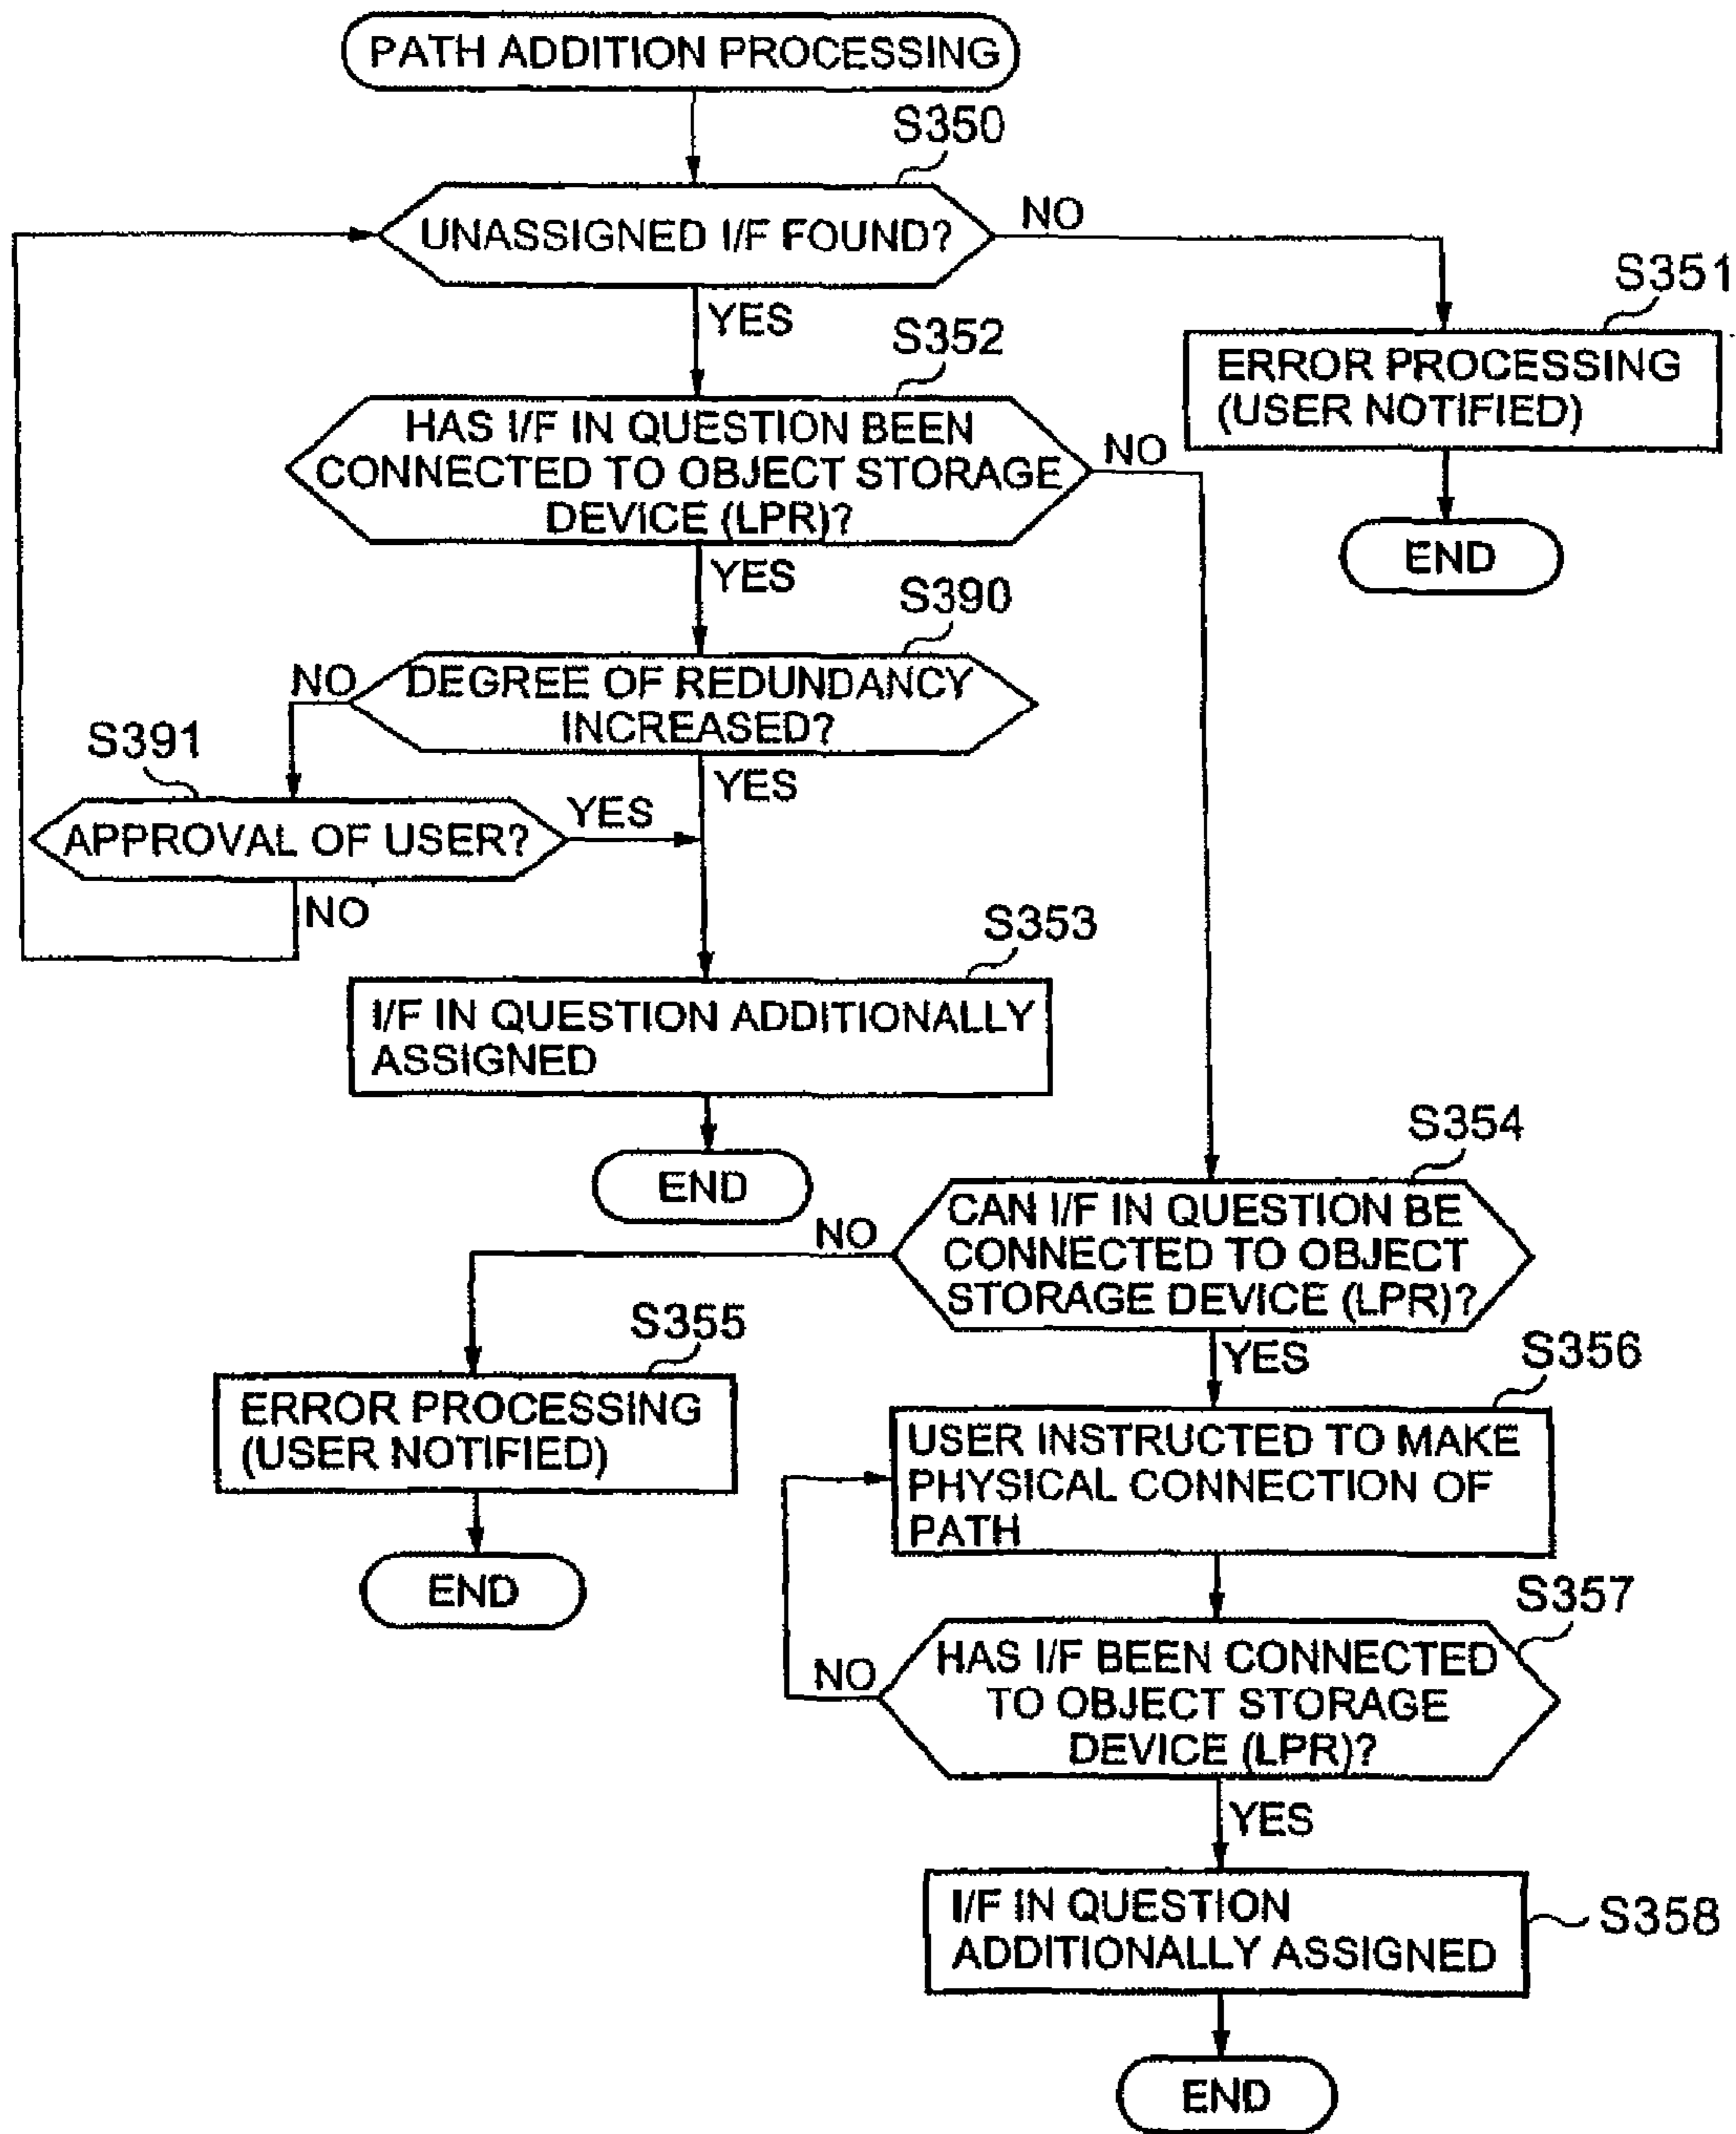 PATH ADDITION PROCESSING
S350
UNASSIGNED I/F FOUND?
NO
YES
S351
ERROR PROCESSING
(USER NOTIFIED)
END
S352
HAS I/F IN QUESTION BEEN
CONNECTED TO OBJECT STORAGE
DEVICE (LPR)?
NO
YES
S390
DEGREE OF REDUNDANCY
INCREASED?
NO
YES
S391
APPROVAL OF USER?
YES
NO
S353
I/F IN QUESTION ADDITIONALLY
ASSIGNED
END
S354
CAN I/F IN QUESTION BE
CONNECTED TO OBJECT
STORAGE DEVICE (LPR)?
NO
YES
S355
ERROR PROCESSING
(USER NOTIFIED)
END
S356
USER INSTRUCTED TO MAKE
PHYSICAL CONNECTION OF
PATH
S357
HAS I/F BEEN CONNECTED
TO OBJECT STORAGE
DEVICE (LPR)?
NO
YES
I/F IN QUESTION
ADDITIONALLY ASSIGNED
S358
END